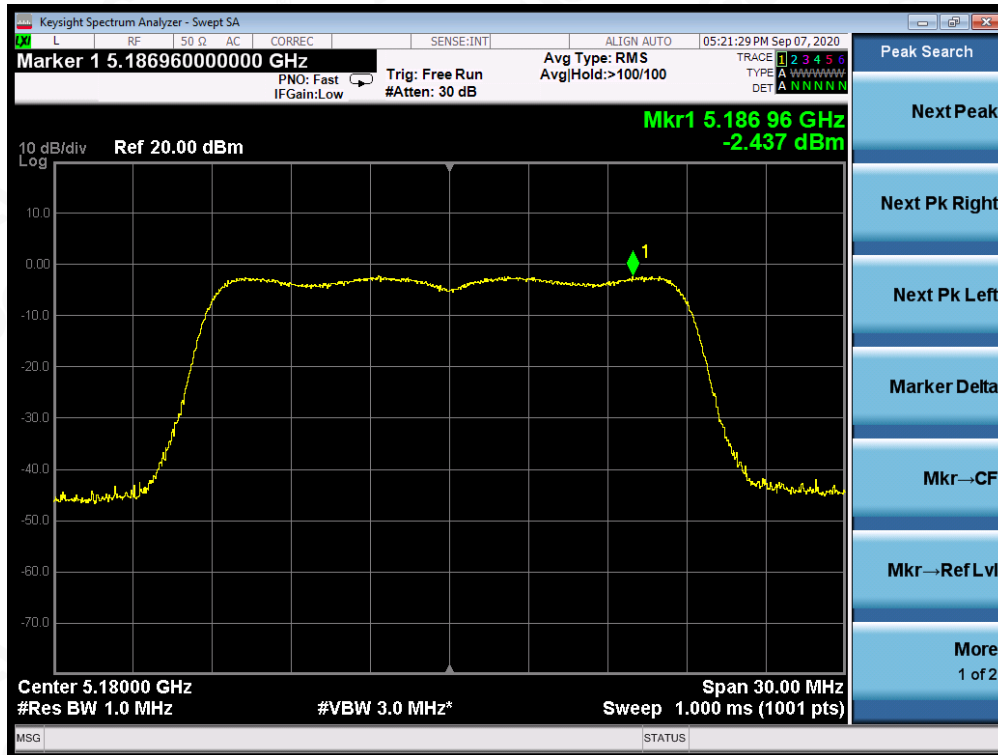 Keysight Spectrum Analyzer - Swept SA
LXI L RF 50 Ω AC CORREC SENSE:INT ALIGN AUTO 05:21:29 PM Sep 07, 2020
Marker 1 5.186960000000 GHz
PNO: Fast
IFGain:Low
Trig: Free Run
#Atten: 30 dB
Avg Type: RMS
Avg|Hold:>100/100
TRACE 1 2 3 4 5 6
TYPE A WWWWW
DET A N N N N N
Mkr1 5.186 96 GHz
-2.437 dBm
10 dB/div Ref 20.00 dBm
Log
10.0
0.00
-10.0
-20.0
-30.0
-40.0
-50.0
-60.0
-70.0
1
Center 5.18000 GHz
#Res BW 1.0 MHz
#VBW 3.0 MHz*
Span 30.00 MHz
Sweep 1.000 ms (1001 pts)
MSG
STATUS
Peak Search
Next Peak
Next Pk Right
Next Pk Left
Marker Delta
Mkr→CF
Mkr→Ref Lvl
More
1 of 2